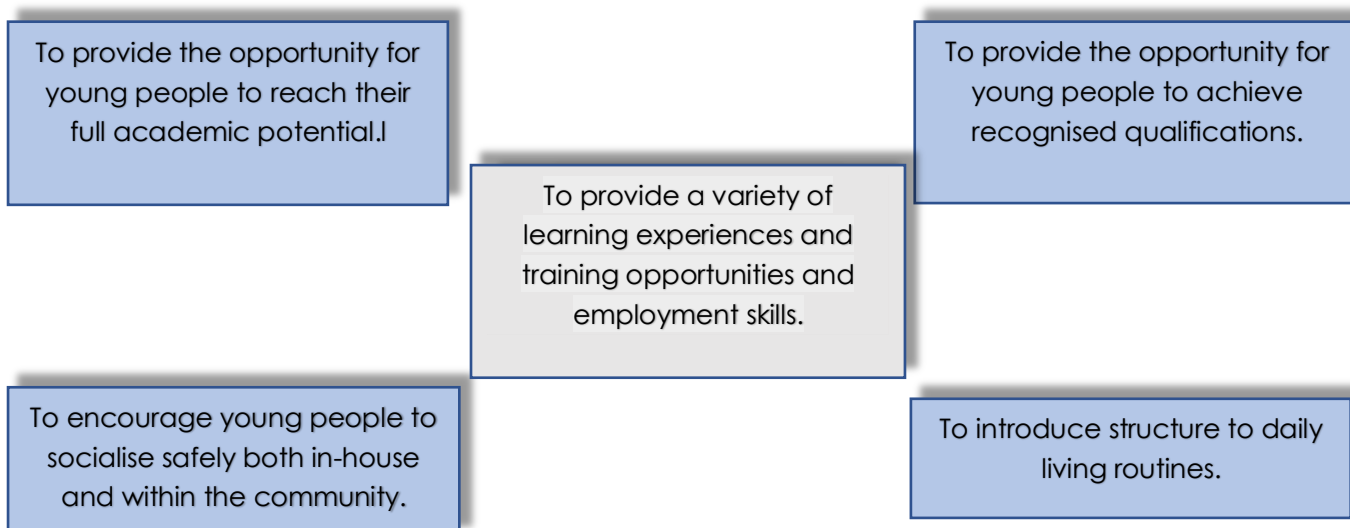 To provide the opportunity for
young people to reach their
full academic potential.l
To provide the opportunity for
young people to achieve
recognised qualifications.
To provide a variety of
learning experiences and
training opportunities and
employment skills.
To encourage young people to
socialise safely both in-house
and within the community.
To introduce structure to daily
living routines.